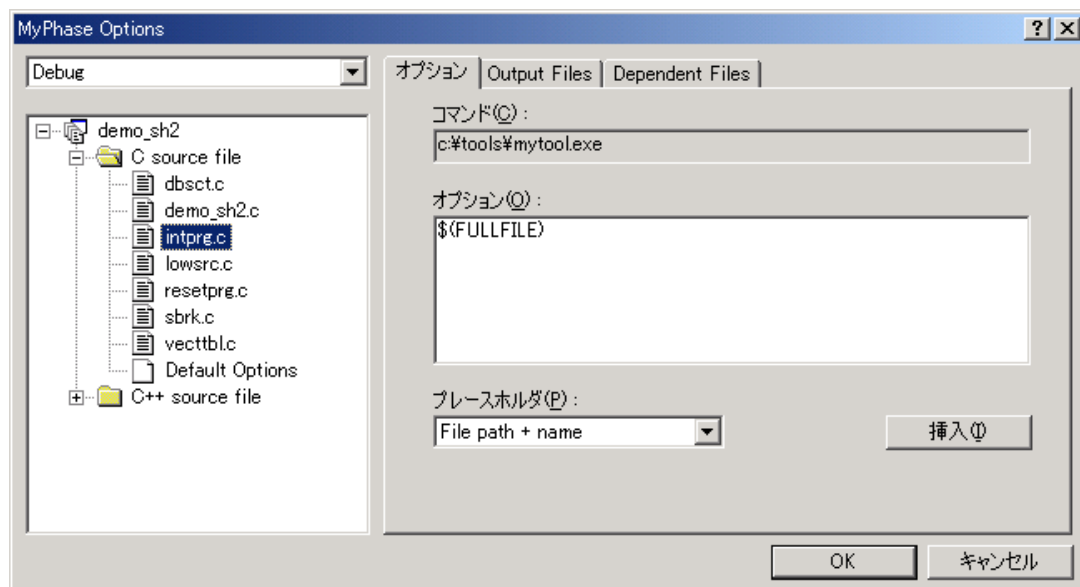 MyPhase Options
Debug
demo_sh2
C source file
dbsct.c
demo_sh2.c
intprg.c
lowsrc.c
resetprg.c
sbrk.c
vecttbl.c
Default Options
C++ source file
オプション Output Files Dependent Files
コマンド(C) :
c:¥tools¥mytool.exe
オプション(O) :
$(FULLFILE)
プレースホルダ(P) :
File path + name
挿入(I)
OK キャンセル